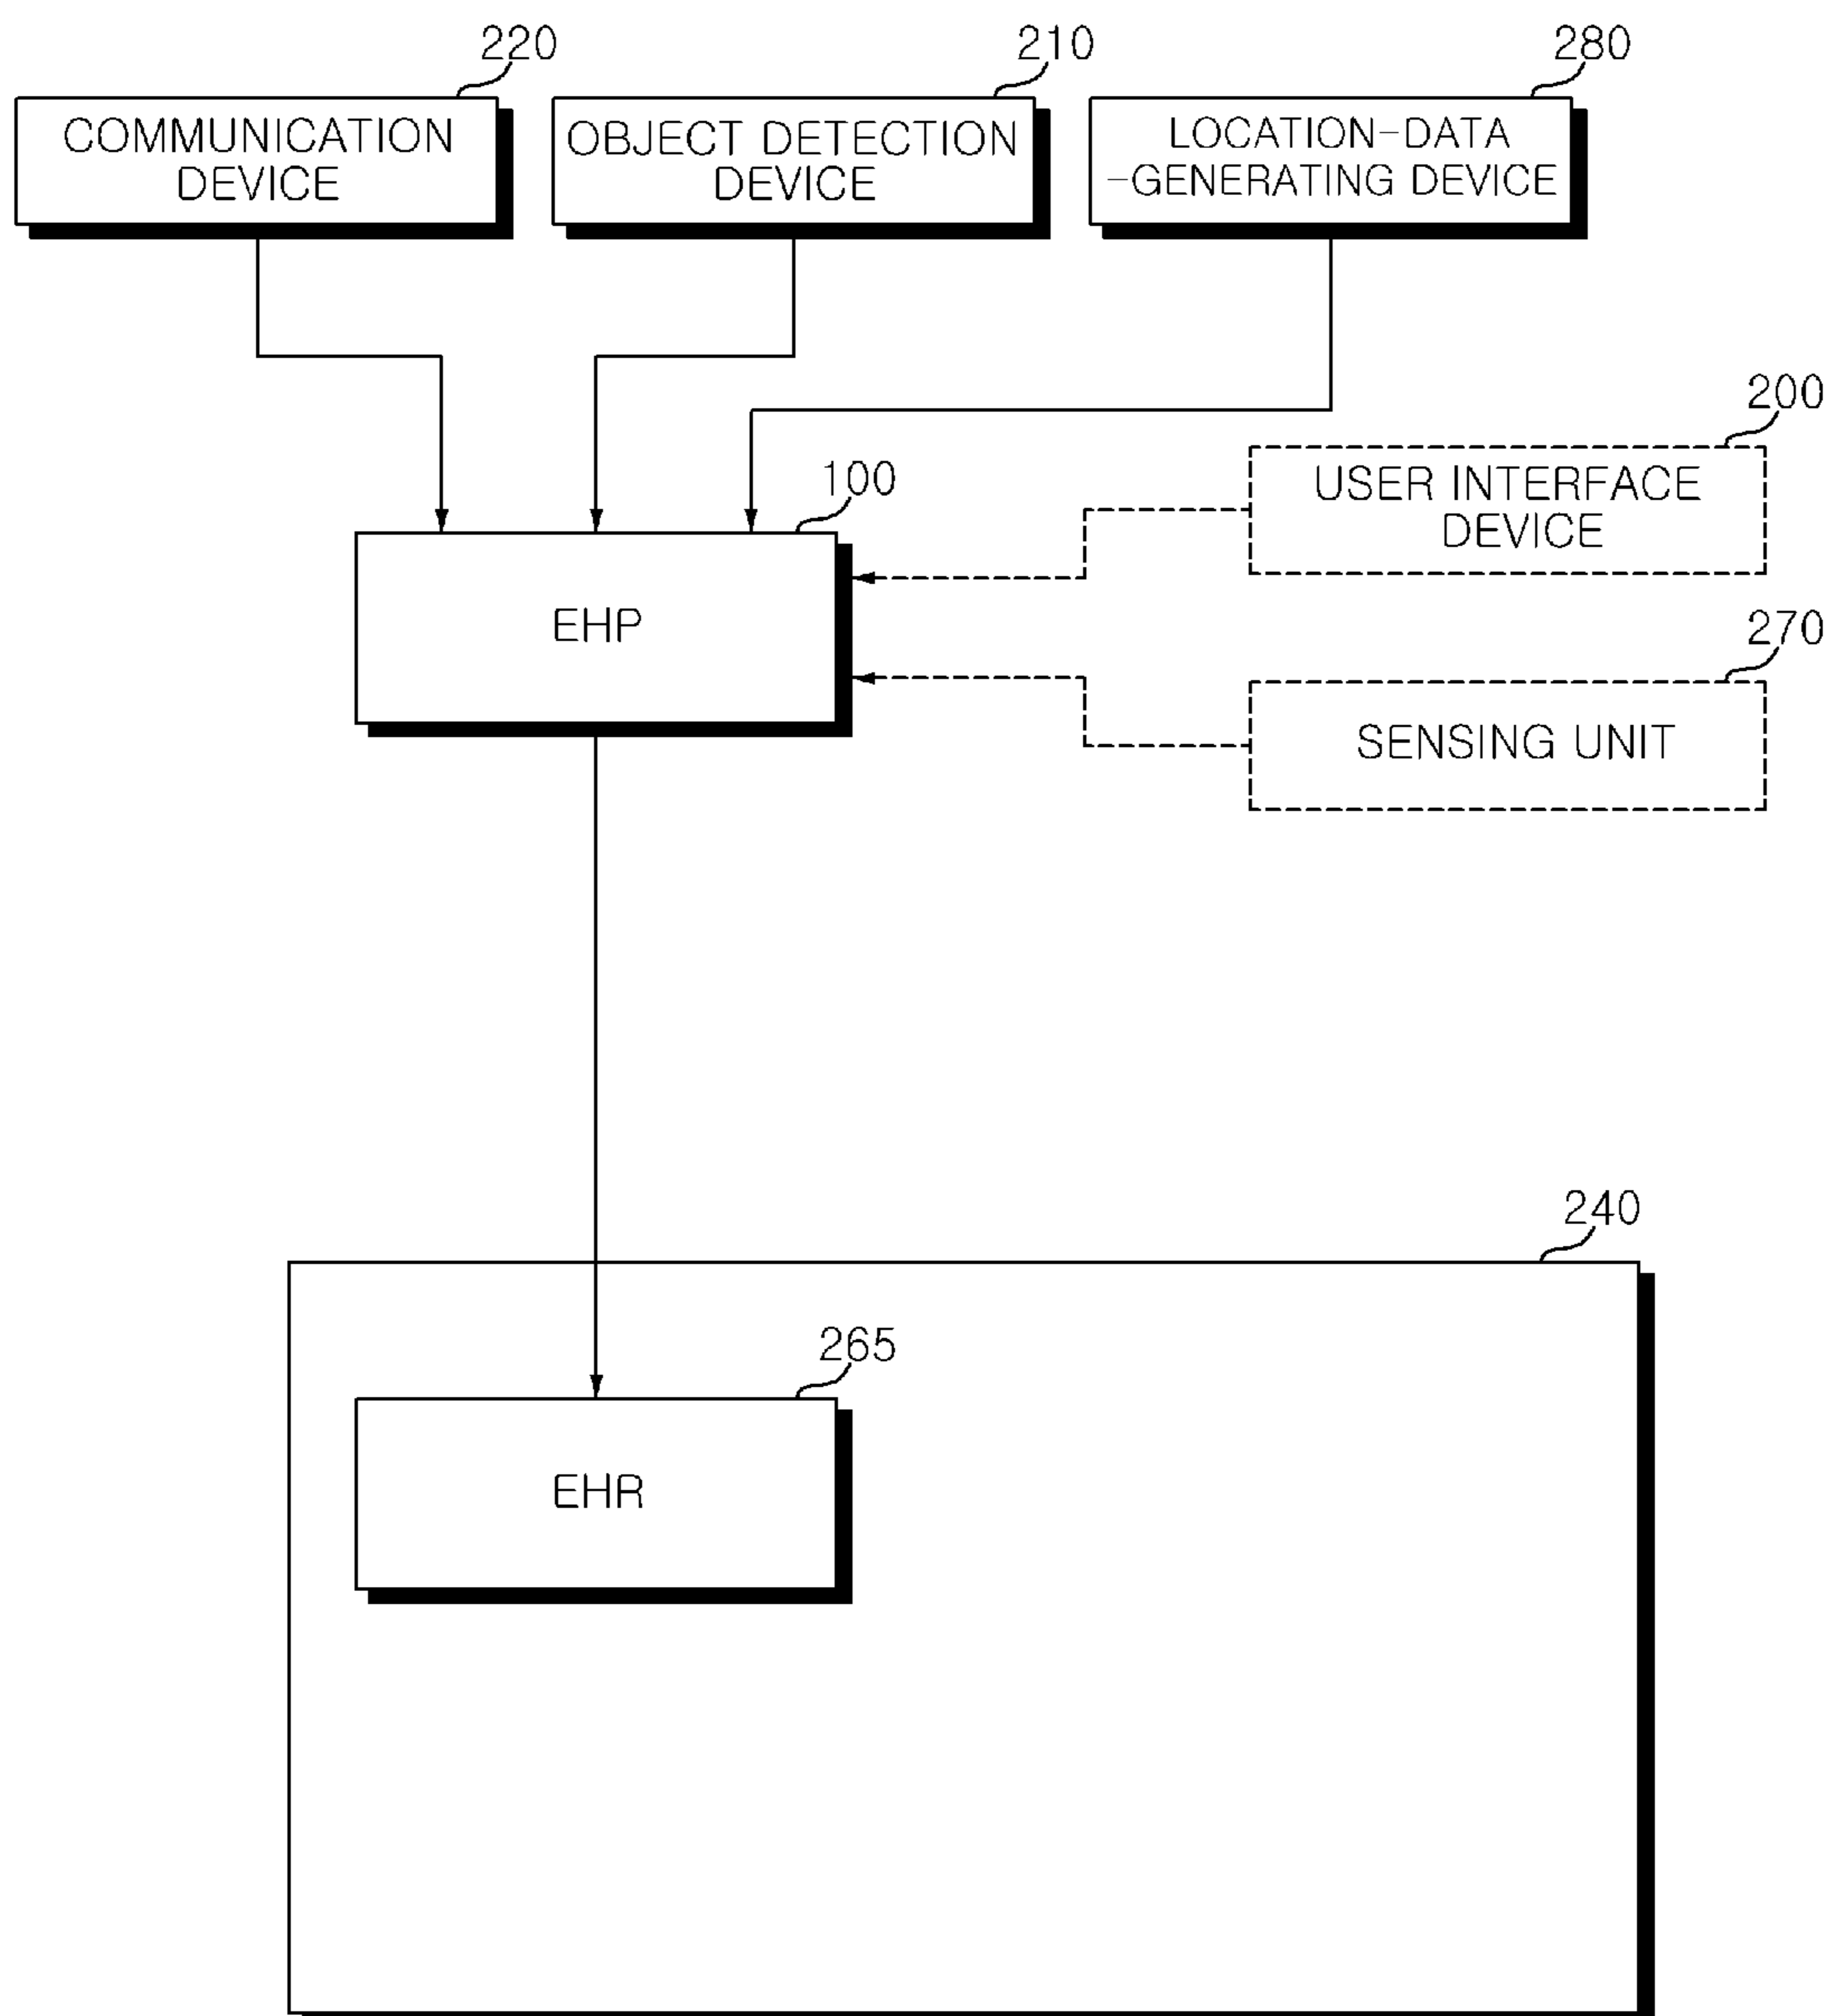 220
COMMUNICATION
DEVICE
210
OBJECT DETECTION
DEVICE
280
LOCATION-DATA
-GENERATING DEVICE
200
USER INTERFACE
DEVICE
100
EHP
270
SENSING UNIT
240
265
EHR